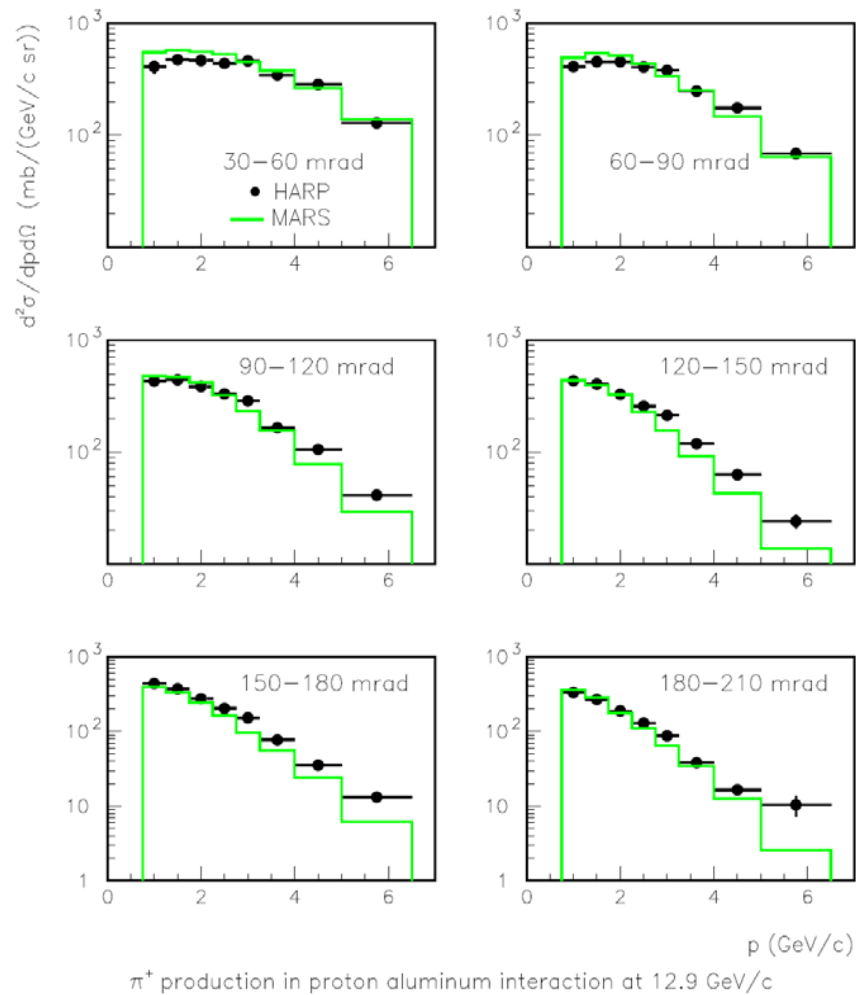 d²σ/dpdΩ (mb/(GeV/c sr))
10³
10²
30−60 mrad
HARP
MARS
0 2 4 6
10³
10²
60−90 mrad
0 2 4 6
10³
10²
90−120 mrad
0 2 4 6
10³
10²
120−150 mrad
0 2 4 6
10³
10²
10
1
150−180 mrad
0 2 4 6
10³
10²
10
1
180−210 mrad
0 2 4 6
p (GeV/c)
π⁺ production in proton aluminum interaction at 12.9 GeV/c